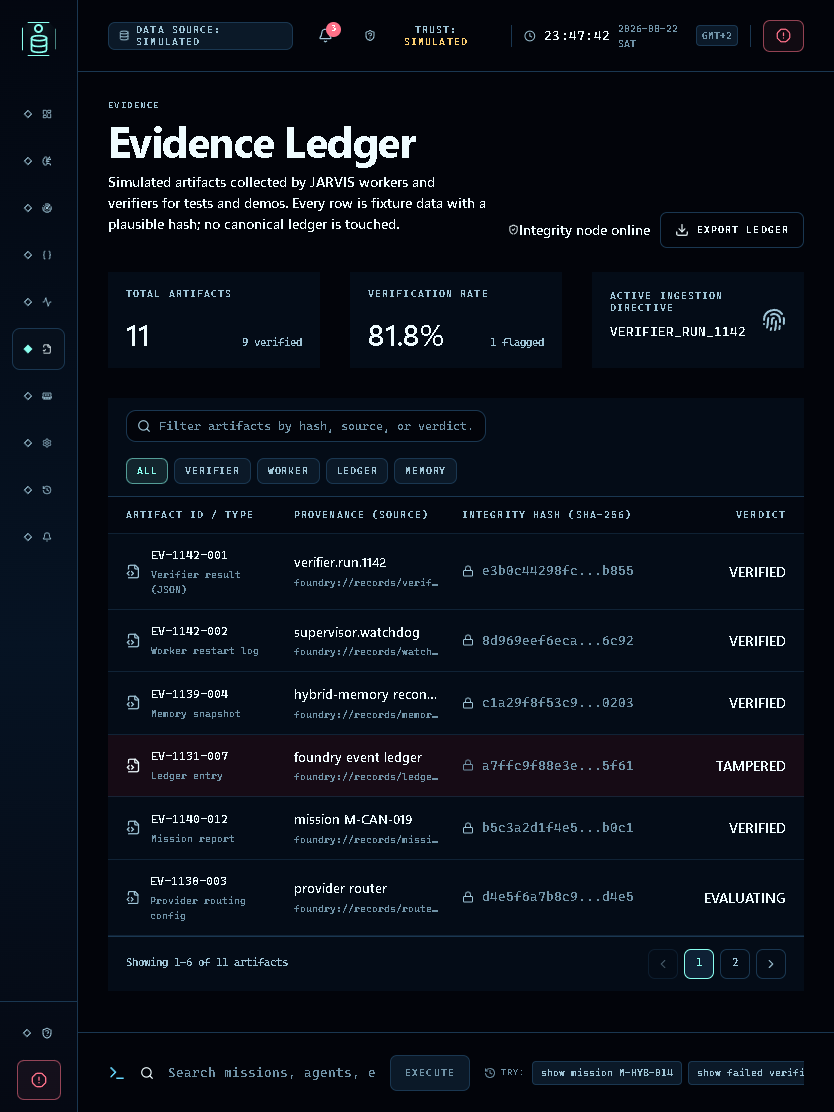 DATA SOURCE:
SIMULATED
3
TRUST:
SIMULATED
23:47:42
2026-08-22
SAT
GMT+2
EVIDENCE
Evidence Ledger
Simulated artifacts collected by JARVIS workers and
verifiers for tests and demos. Every row is fixture data with a
plausible hash; no canonical ledger is touched.
Integrity node online
EXPORT LEDGER
TOTAL ARTIFACTS
11
9 verified
VERIFICATION RATE
81.8%
1 flagged
ACTIVE INGESTION
DIRECTIVE
VERIFIER_RUN_1142
Filter artifacts by hash, source, or verdict.
ALL
VERIFIER
WORKER
LEDGER
MEMORY
ARTIFACT ID / TYPE
PROVENANCE (SOURCE)
INTEGRITY HASH (SHA-256)
VERDICT
EV-1142-001
Verifier result
(JSON)
verifier.run.1142
foundry://records/verif…
e3b0c44298fc...b855
VERIFIED
EV-1142-002
Worker restart log
supervisor.watchdog
foundry://records/watch…
8d969eef6eca...6c92
VERIFIED
EV-1139-004
Memory snapshot
hybrid-memory recon…
foundry://records/memor…
c1a29f8f53c9...0203
VERIFIED
EV-1131-007
Ledger entry
foundry event ledger
foundry://records/ledge…
a7ffc9f88e3e...5f61
TAMPERED
EV-1140-012
Mission report
mission M-CAN-019
foundry://records/missi…
b5c3a2d1f4e5...b0c1
VERIFIED
EV-1138-003
Provider routing
config
provider router
foundry://records/route…
d4e5f6a7b8c9...d4e5
EVALUATING
Showing 1–6 of 11 artifacts
1
2
Search missions, agents, e
EXECUTE
TRY:
show mission M-HYB-014
show failed verifi